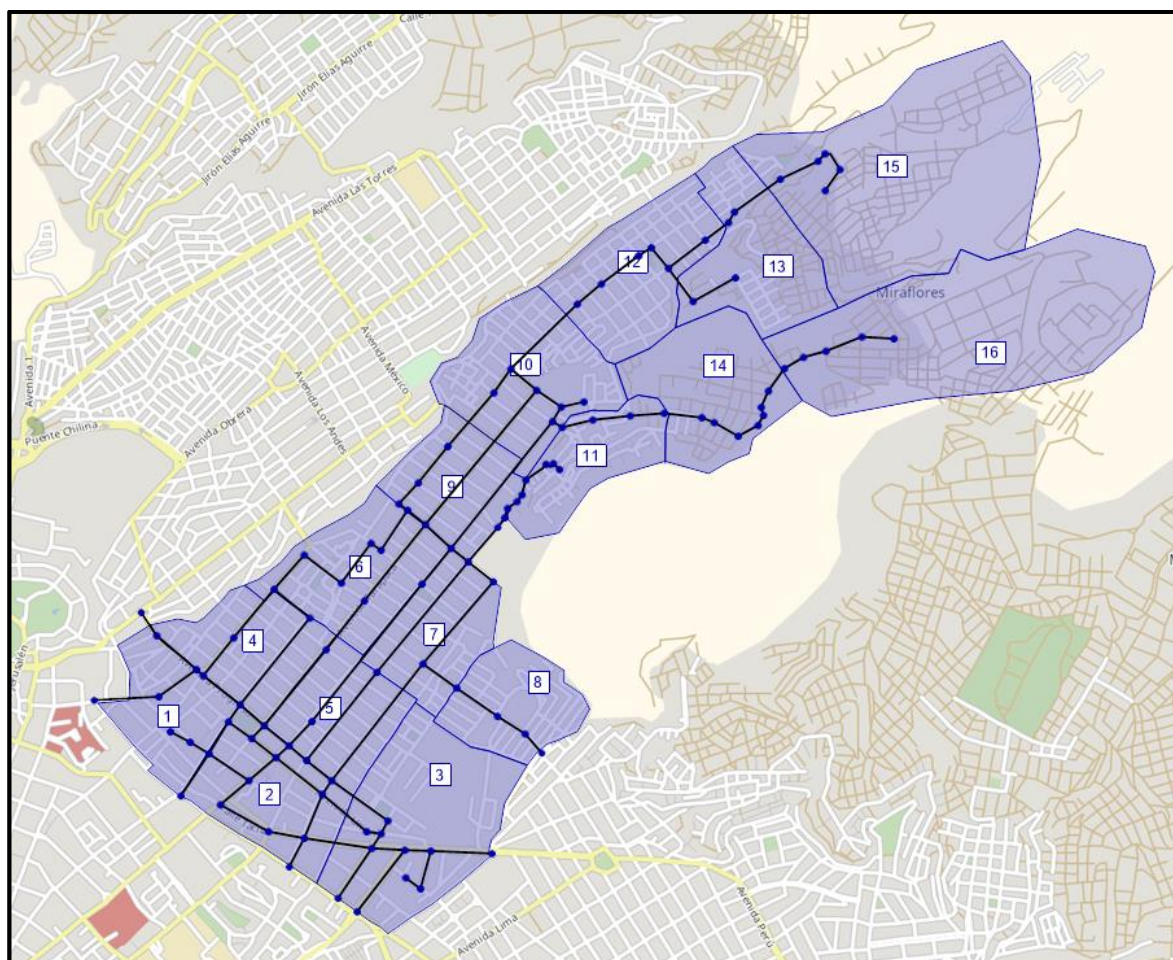 Jirón Elías Aguirre
Jirón Elías Aguirre
Avenida Las Torres
15
12
13
Miraflores
Avenida 1
Avenida México
16
10
14
Avenida Los Andes
Avenida Obrera
Puente Chilina
11
9
6
7
4
8
5
1
3
2
Avenida Lima
Avenida Perú